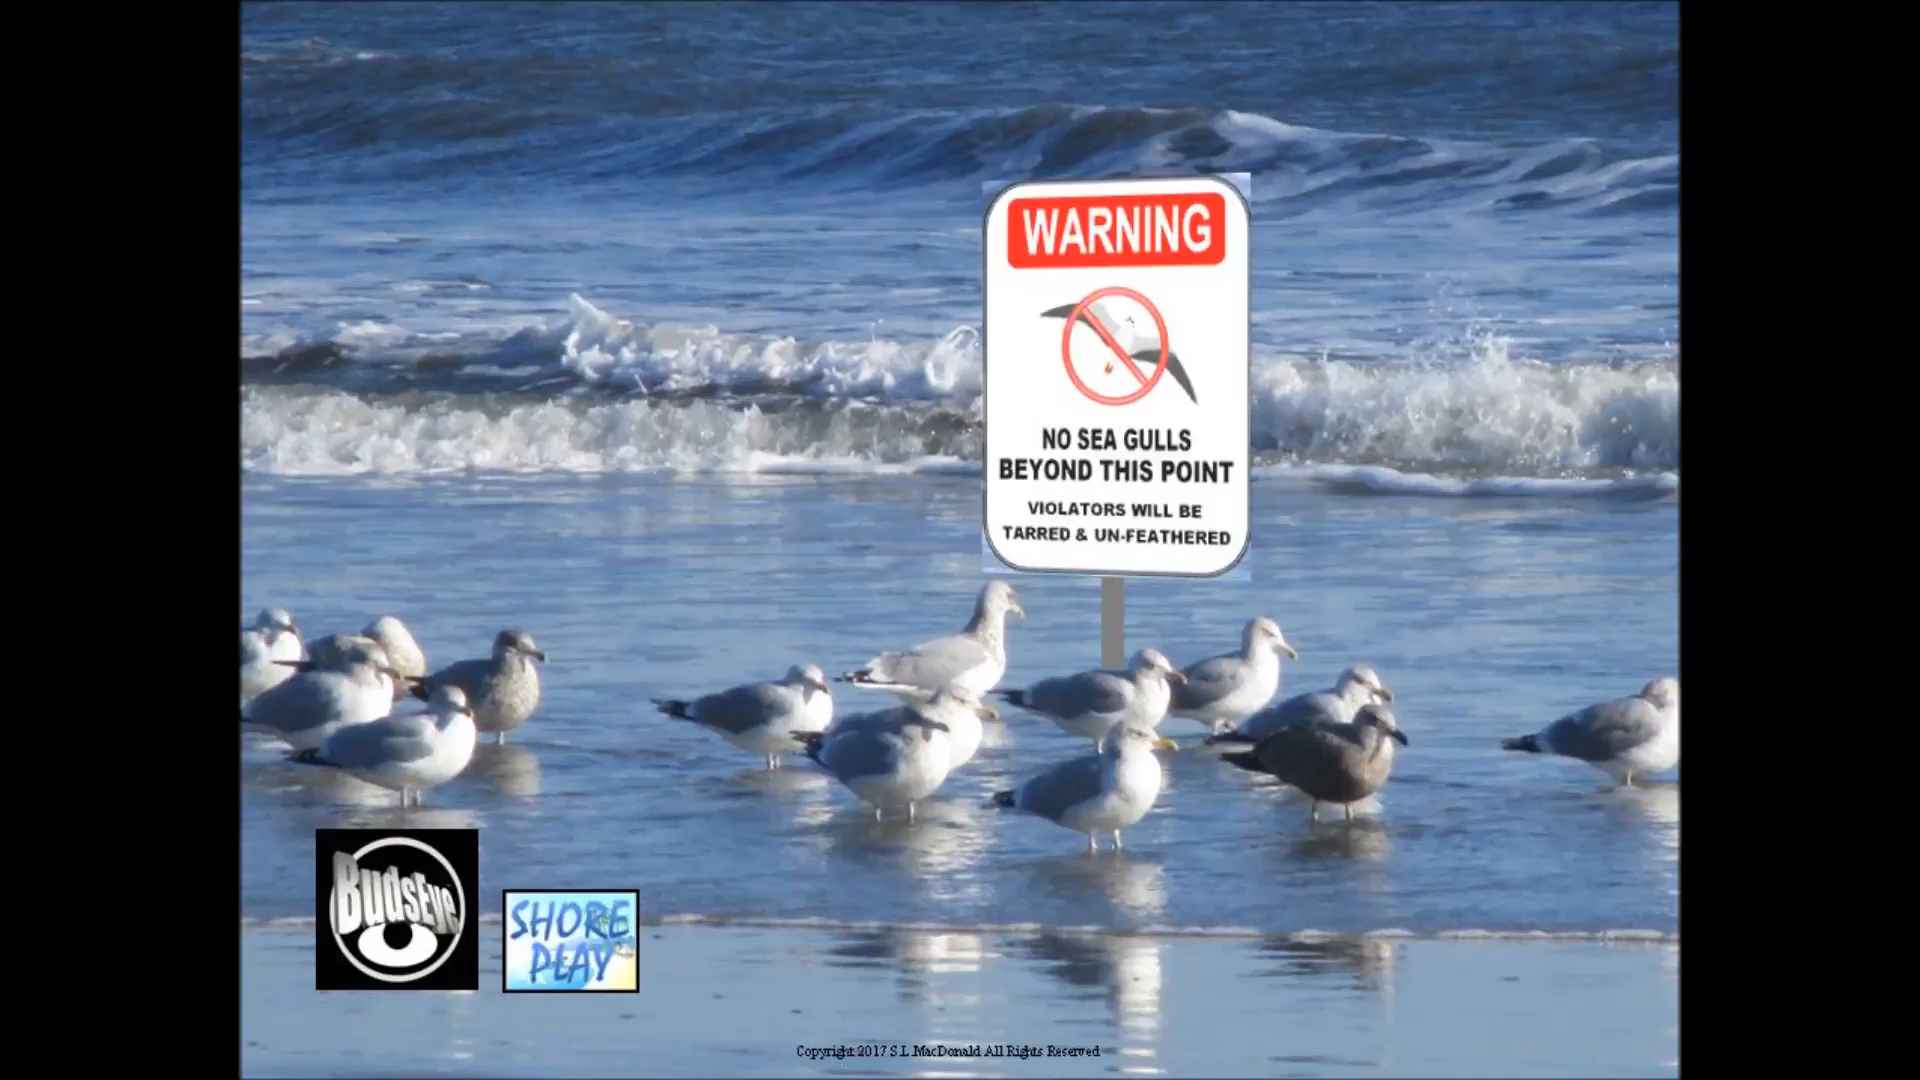 WARNING
NO SEA GULLS
BEYOND THIS POINT
VIOLATORS WILL BE
TARRED & UN-FEATHERED
BudsEye
SHORE
PLAY
Copyright 2017 S.L. MacDonald All Rights Reserved